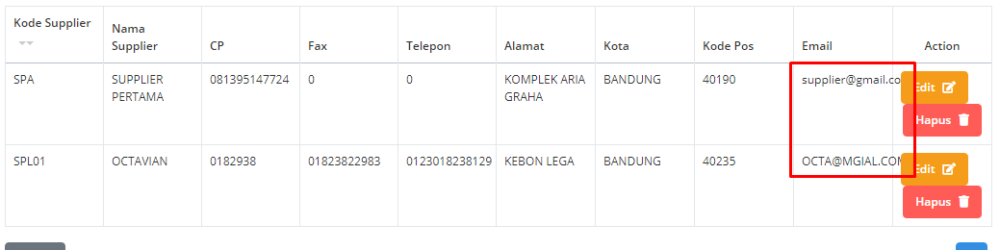 Kode Supplier Nama Supplier CP Fax Telepon Alamat Kota Kode Pos Email Action
SPA SUPPLIER PERTAMA 081395147724 0 0 KOMPLEK ARIA GRAHA BANDUNG 40190 supplier@gmail.co Edit
Hapus
SPL01 OCTAVIAN 0182938 01823822983 0123018238129 KEBON LEGA BANDUNG 40235 OCTA@MGIAL.COM Edit
Hapus